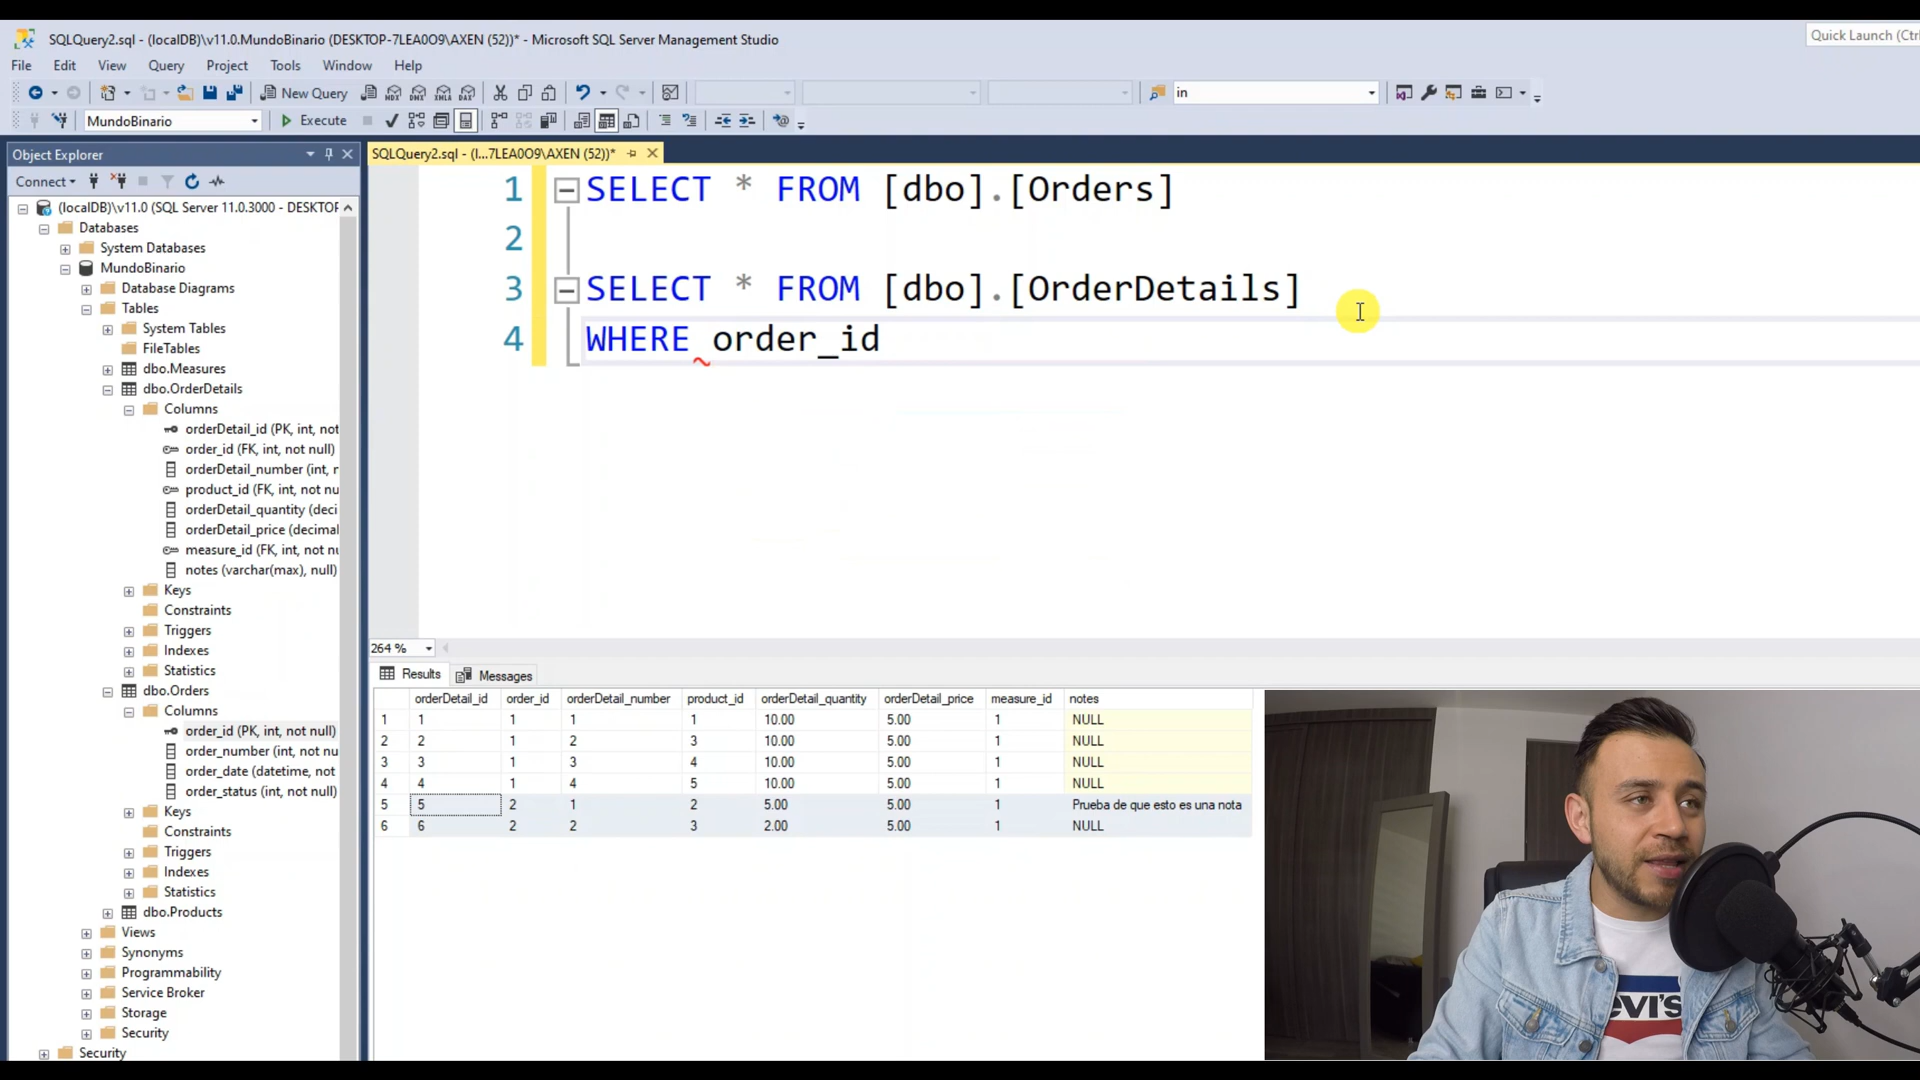 SQLQuery2.sql - (localDB)\v11.0.MundoBinario (DESKTOP-7LEA0O9\AXEN (52))* - Microsoft SQL Server Management Studio
Quick Launch (Ctrl
File Edit View Query Project Tools Window Help
New Query
in
MundoBinario
Execute
Object Explorer
SQLQuery2.sql - (l...7LEA0O9\AXEN (52))*
Connect
(localDB)\v11.0 (SQL Server 11.0.3000 - DESKTOP
Databases
System Databases
MundoBinario
Database Diagrams
Tables
System Tables
FileTables
dbo.Measures
dbo.OrderDetails
Columns
orderDetail_id (PK, int, not
order_id (FK, int, not null)
orderDetail_number (int, r
product_id (FK, int, not nu
orderDetail_quantity (deci
orderDetail_price (decimal
measure_id (FK, int, not nu
notes (varchar(max), null)
Keys
Constraints
Triggers
Indexes
Statistics
dbo.Orders
Columns
order_id (PK, int, not null)
order_number (int, not nu
order_date (datetime, not
order_status (int, not null)
Keys
Constraints
Triggers
Indexes
Statistics
dbo.Products
Views
Synonyms
Programmability
Service Broker
Storage
Security
Security
1 SELECT * FROM [dbo].[Orders]
2
3 SELECT * FROM [dbo].[OrderDetails]
4 WHERE order_id
264 %
Results Messages
orderDetail_id order_id orderDetail_number product_id orderDetail_quantity orderDetail_price measure_id notes
1 1 1 1 1 10.00 5.00 1 NULL
2 2 1 2 3 10.00 5.00 1 NULL
3 3 1 3 4 10.00 5.00 1 NULL
4 4 1 4 5 10.00 5.00 1 NULL
5 5 2 1 2 5.00 5.00 1 Prueba de que esto es una nota
6 6 2 2 3 2.00 5.00 1 NULL
evi's